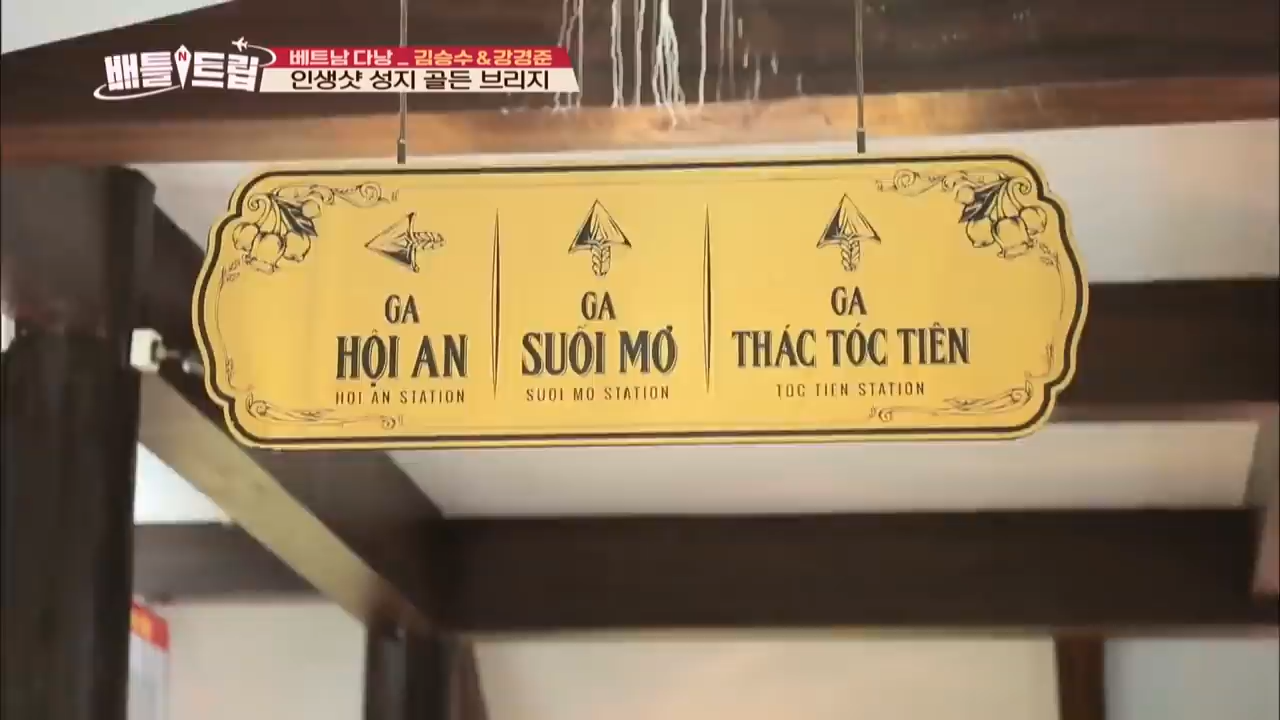 배틀트립
N
베트남 다낭 _ 김승수 & 강경준
인생샷 성지 골든 브리지
GA
HỘI AN
HOI AN STATION
GA
SUỐI MƠ
SUOI MO STATION
GA
THÁC TÓC TIÊN
TOC TIEN STATION